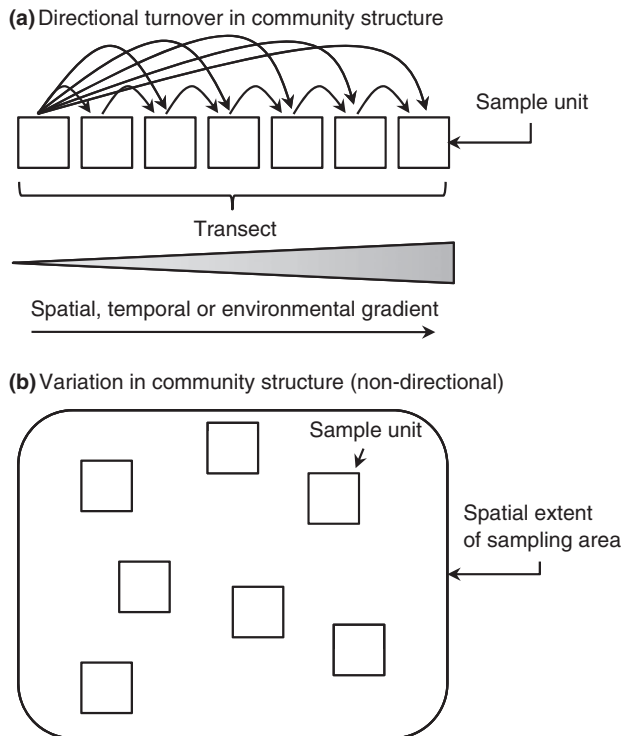 (a) Directional turnover in community structure
Sample unit
Transect
Spatial, temporal or environmental gradient
(b) Variation in community structure (non-directional)
Sample unit
Spatial extent
of sampling area